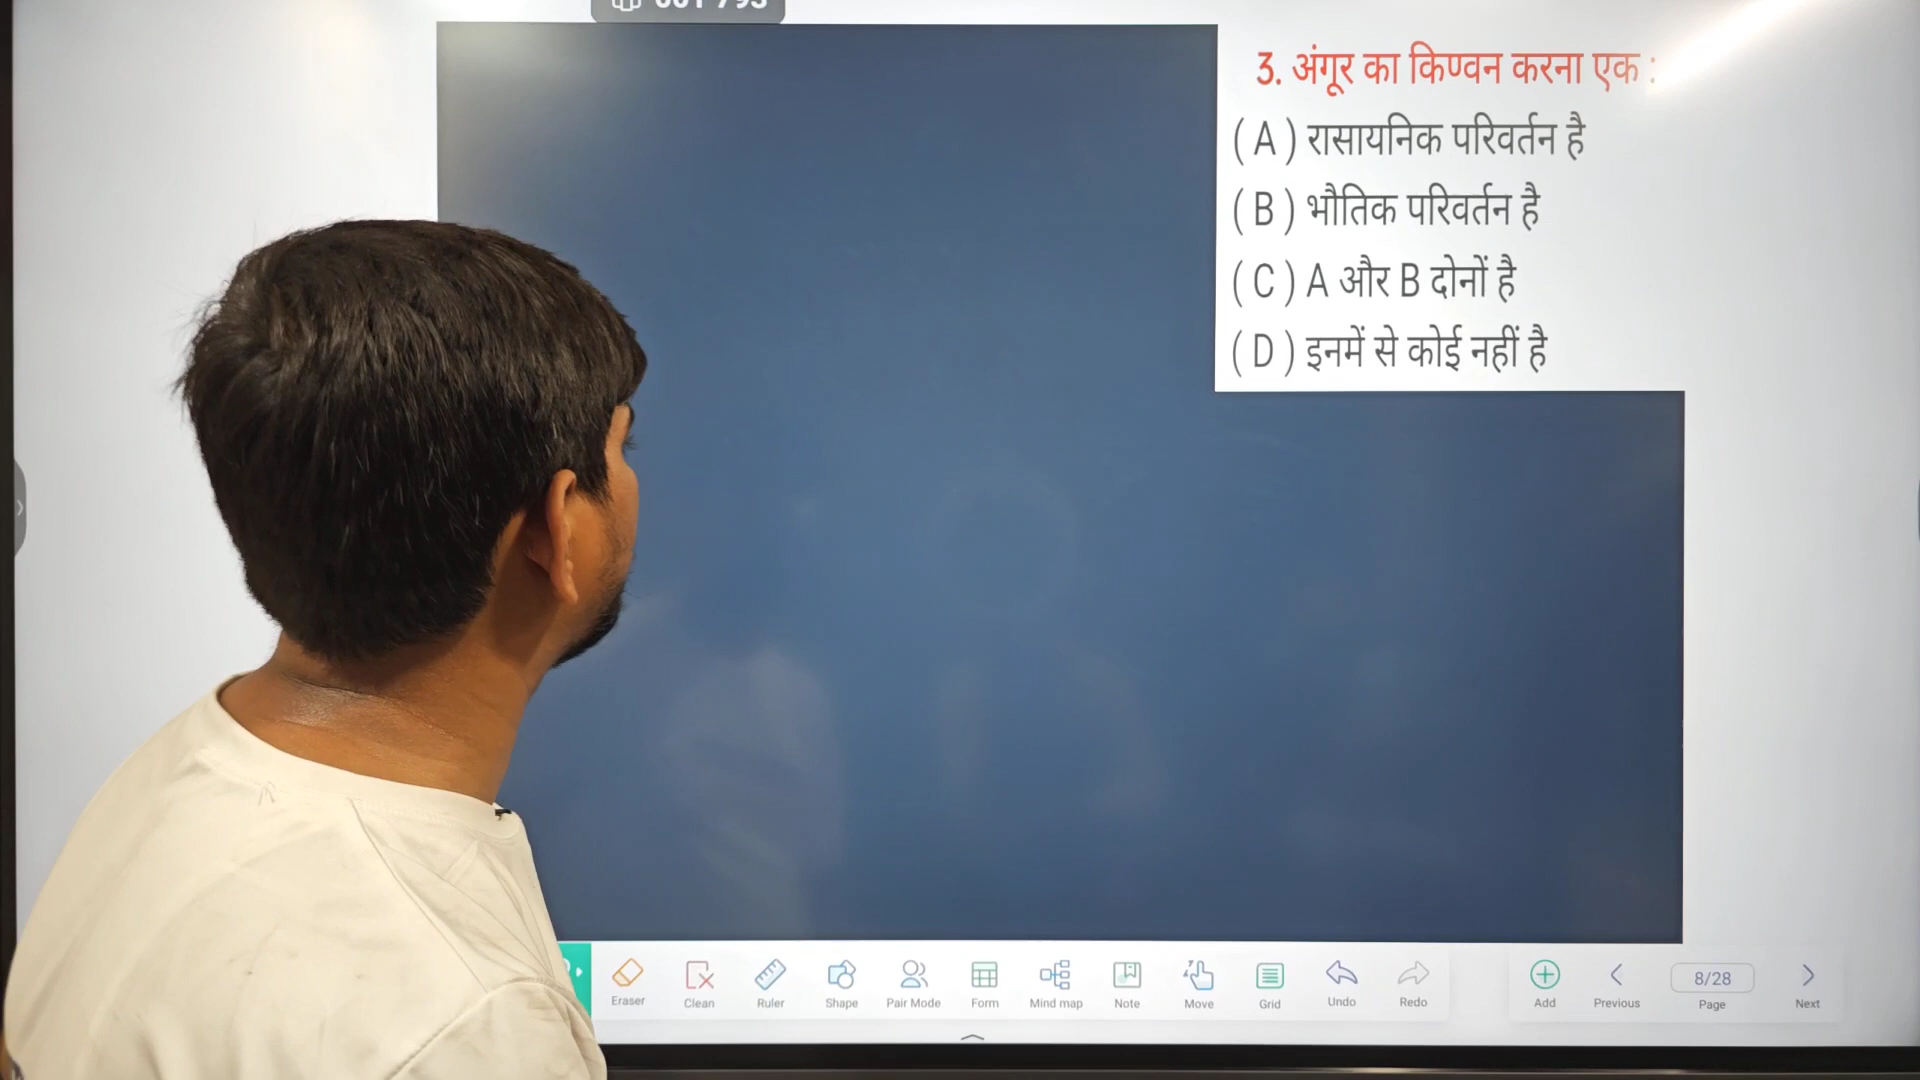 3. अंगूर का किण्वन करना एक :
( A ) रासायनिक परिवर्तन है
( B ) भौतिक परिवर्तन है
( C ) A और B दोनों है
( D ) इनमें से कोई नहीं है
Eraser Clean Ruler Shape Pair Mode Form Mind map Note Move Grid Undo Redo Add Previous 8/28 Page Next